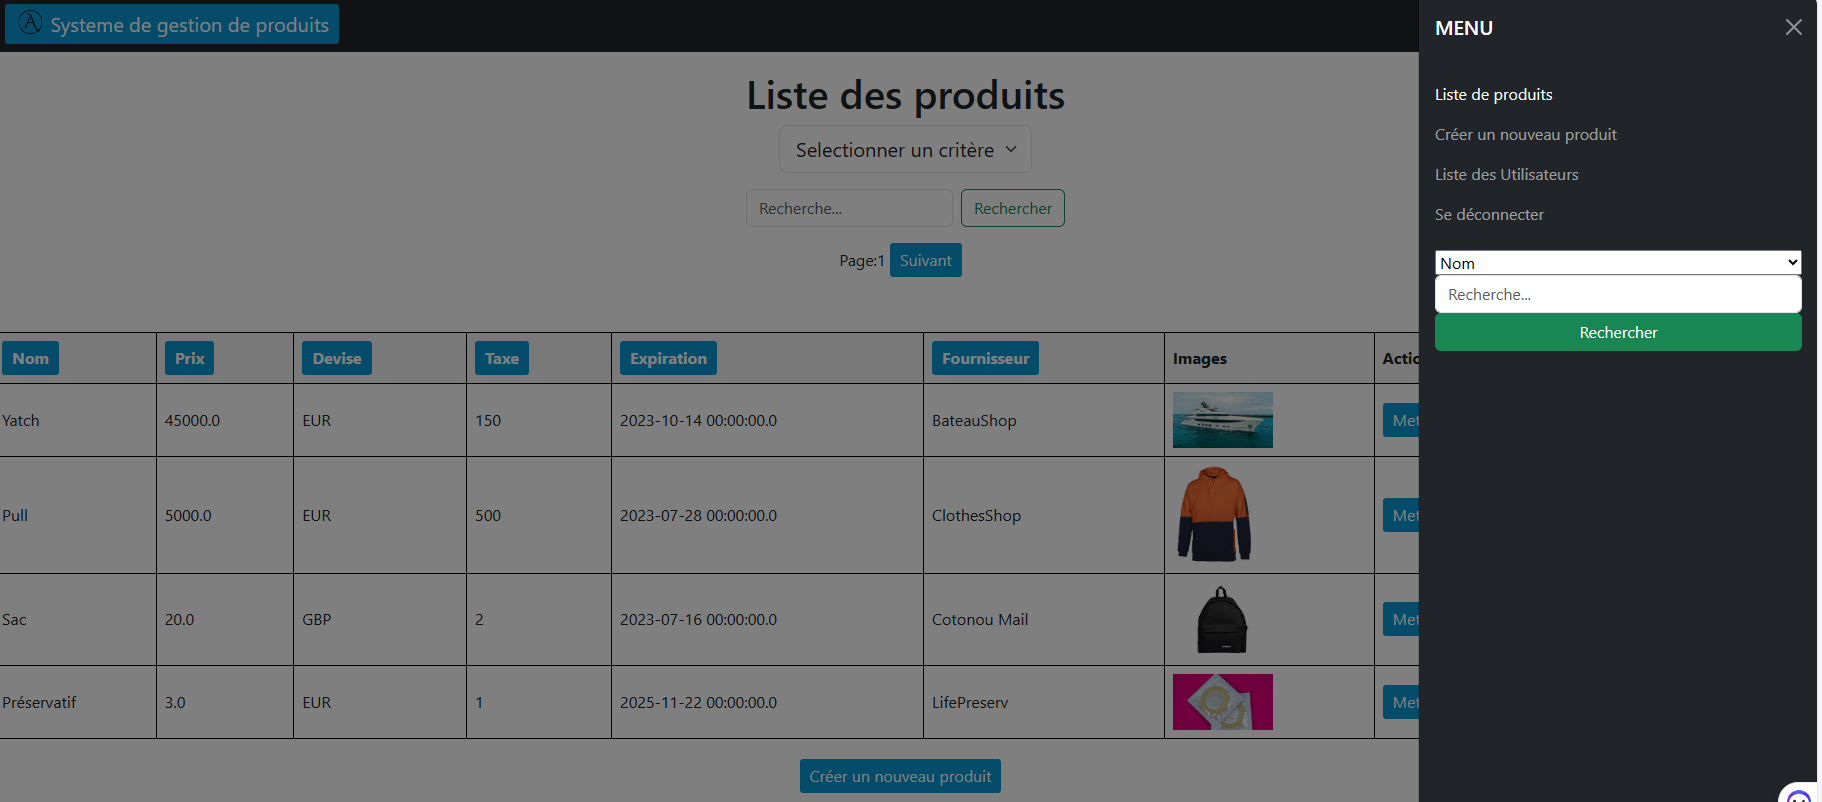 Systeme de gestion de produits
MENU
Liste de produits
Créer un nouveau produit
Liste des Utilisateurs
Se déconnecter
Nom
Recherche...
Rechercher
Liste des produits
Selectionner un critère
Recherche... Rechercher
Page:1 Suivant
Nom Prix Devise Taxe Expiration Fournisseur Images Actio
Yatch 45000.0 EUR 150 2023-10-14 00:00:00.0 BateauShop Met
Pull 5000.0 EUR 500 2023-07-28 00:00:00.0 ClothesShop Met
Sac 20.0 GBP 2 2023-07-16 00:00:00.0 Cotonou Mail Met
Préservatif 3.0 EUR 1 2025-11-22 00:00:00.0 LifePreserv Met
Créer un nouveau produit